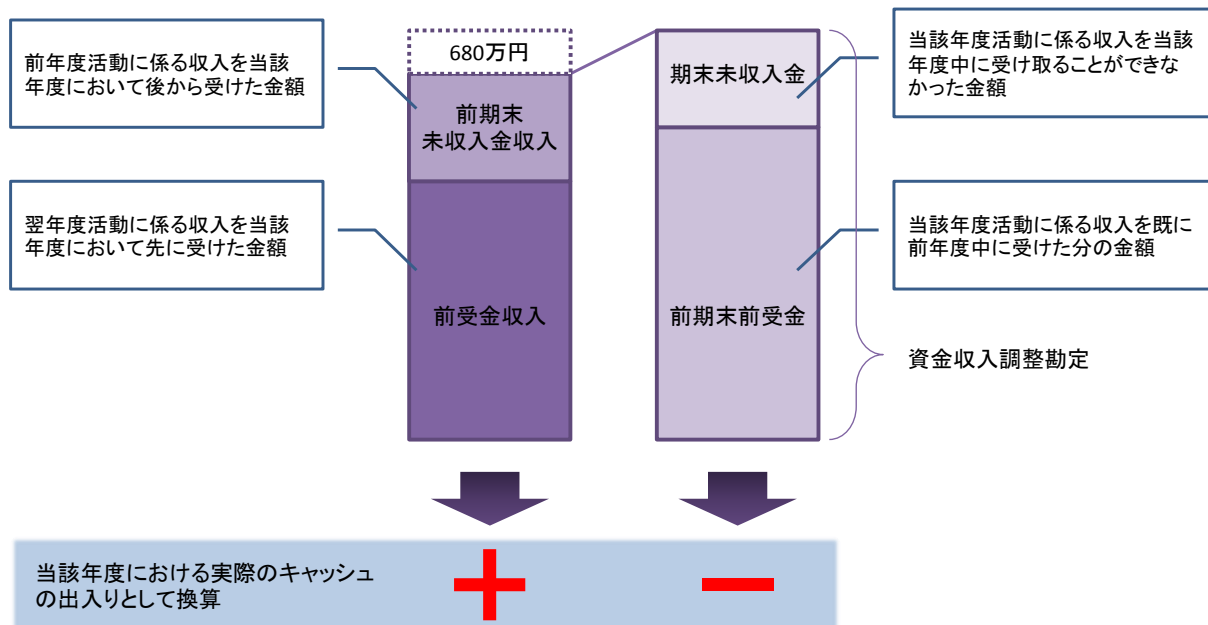 前年度活動に係る収入を当該
年度において後から受けた金額
翌年度活動に係る収入を当該
年度において先に受けた金額
680万円
前期末
未収入金収入
前受金収入
期末未収入金
前期末前受金
当該年度活動に係る収入を当該
年度中に受け取ることができな
かった金額
当該年度活動に係る収入を既に
前年度中に受けた分の金額
資金収入調整勘定
当該年度における実際のキャッシュ
の出入りとして換算
＋
－